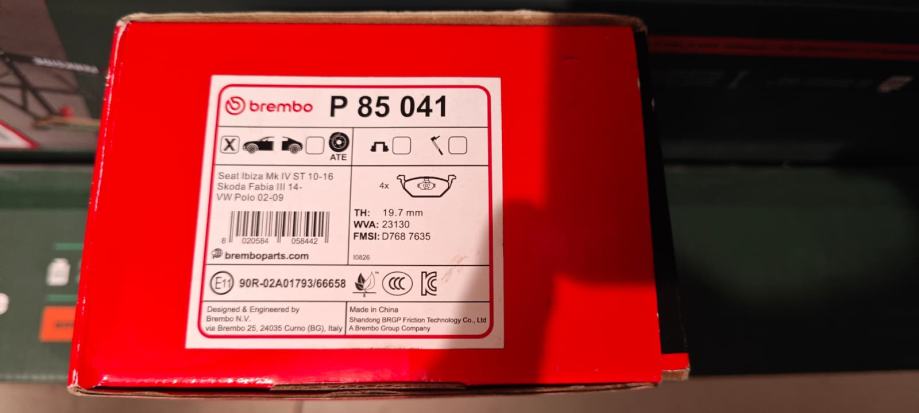 brembo P 85 041
X
ATE
Seat Ibiza Mk IV ST 10-16
Skoda Fabia III 14-
VW Polo 02-09
4x
TH: 19.7 mm
WVA: 23130
FMSI: D768 7635
8 020584 058442
bremboparts.com
I0826
E11 90R-02A01793/66658
CCC
Designed & Engineered by
Brembo N.V.
via Brembo 25, 24035 Curno (BG), Italy
Made in China
Shandong BRGP Friction Technology Co., Ltd
A Brembo Group Company